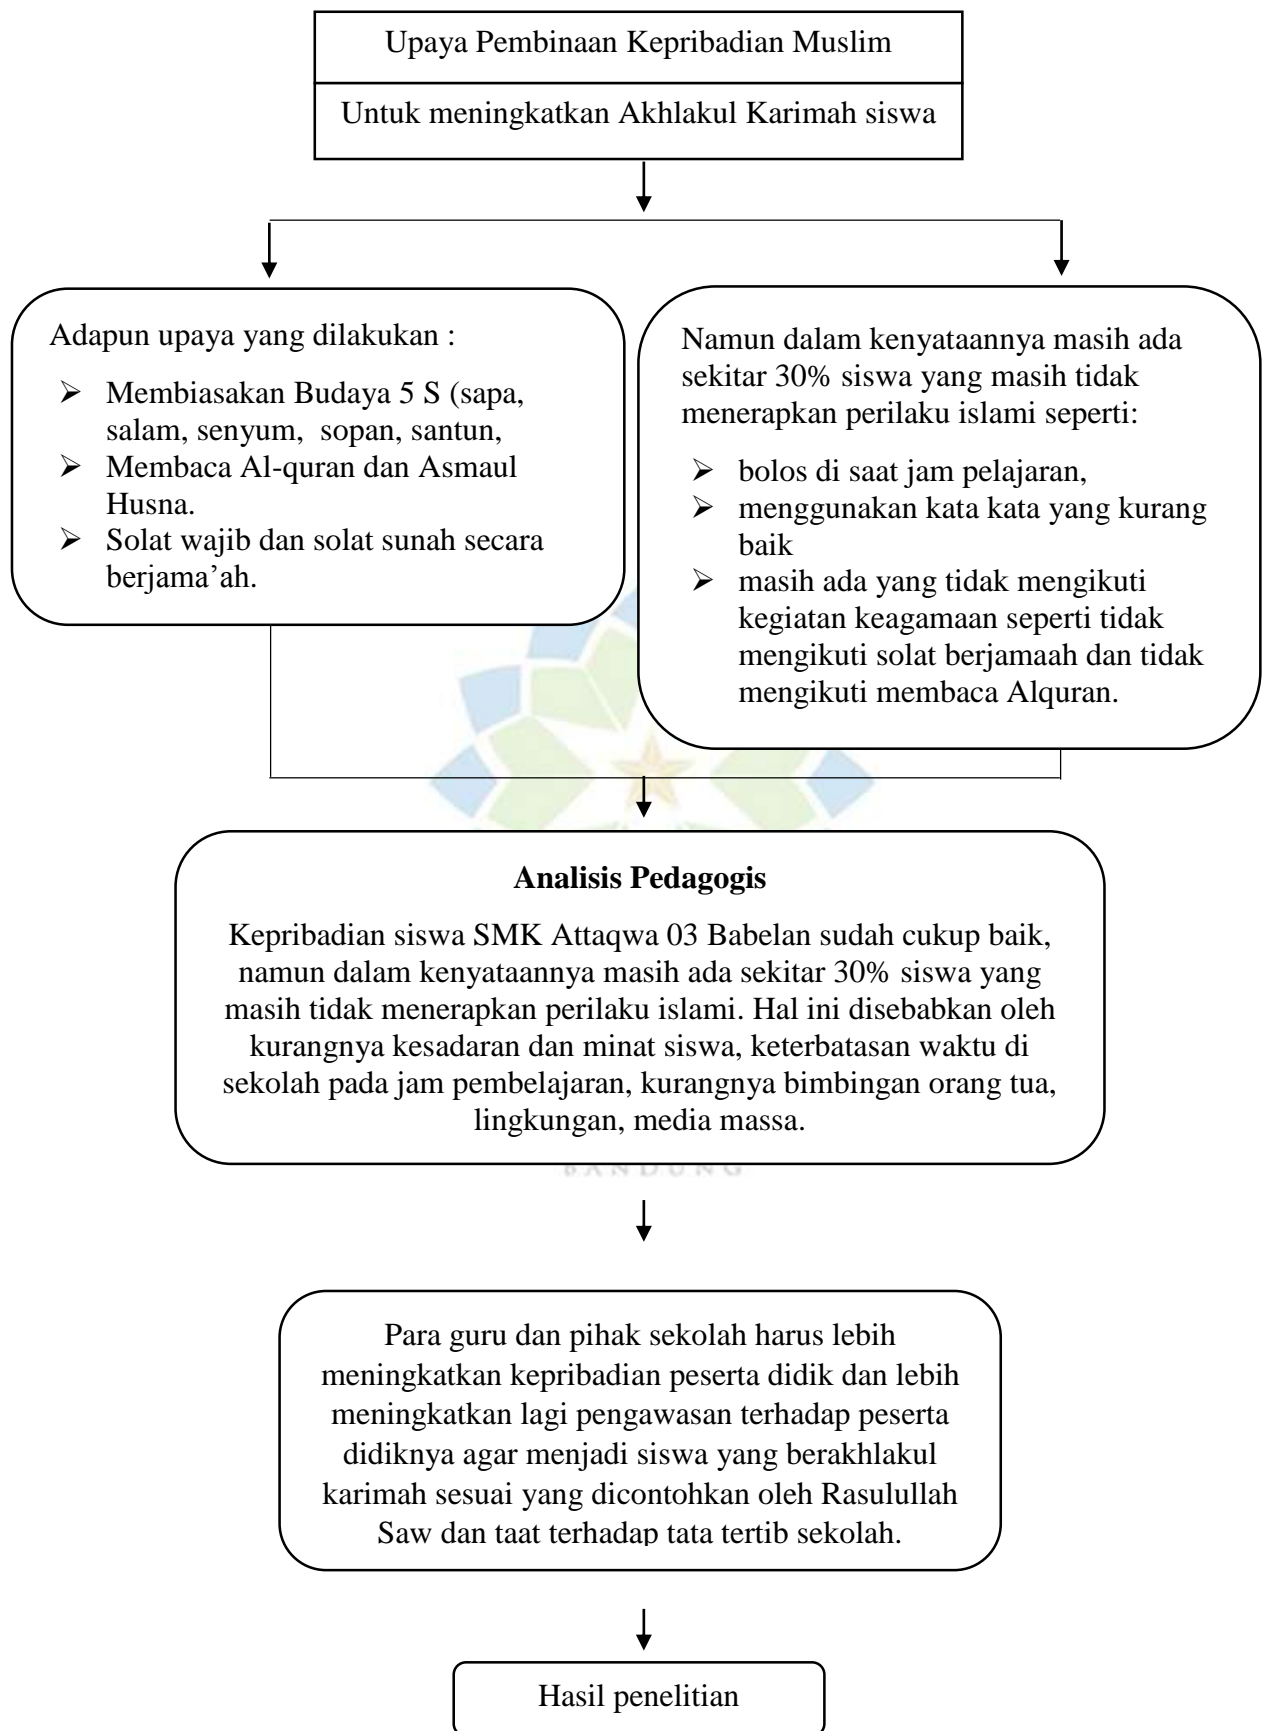 Upaya Pembinaan Kepribadian Muslim
Untuk meningkatkan Akhlakul Karimah siswa
Adapun upaya yang dilakukan :
➢ Membiasakan Budaya 5 S (sapa,
salam, senyum, sopan, santun,
➢ Membaca Al-quran dan Asmaul
Husna.
➢ Solat wajib dan solat sunah secara
berjama’ah.
Namun dalam kenyataannya masih ada
sekitar 30% siswa yang masih tidak
menerapkan perilaku islami seperti:
➢ bolos di saat jam pelajaran,
➢ menggunakan kata kata yang kurang
baik
➢ masih ada yang tidak mengikuti
kegiatan keagamaan seperti tidak
mengikuti solat berjamaah dan tidak
mengikuti membaca Alquran.
Analisis Pedagogis
Kepribadian siswa SMK Attaqwa 03 Babelan sudah cukup baik,
namun dalam kenyataannya masih ada sekitar 30% siswa yang
masih tidak menerapkan perilaku islami. Hal ini disebabkan oleh
kurangnya kesadaran dan minat siswa, keterbatasan waktu di
sekolah pada jam pembelajaran, kurangnya bimbingan orang tua,
lingkungan, media massa.
BANDUNG
Para guru dan pihak sekolah harus lebih
meningkatkan kepribadian peserta didik dan lebih
meningkatkan lagi pengawasan terhadap peserta
didiknya agar menjadi siswa yang berakhlakul
karimah sesuai yang dicontohkan oleh Rasulullah
Saw dan taat terhadap tata tertib sekolah.
Hasil penelitian